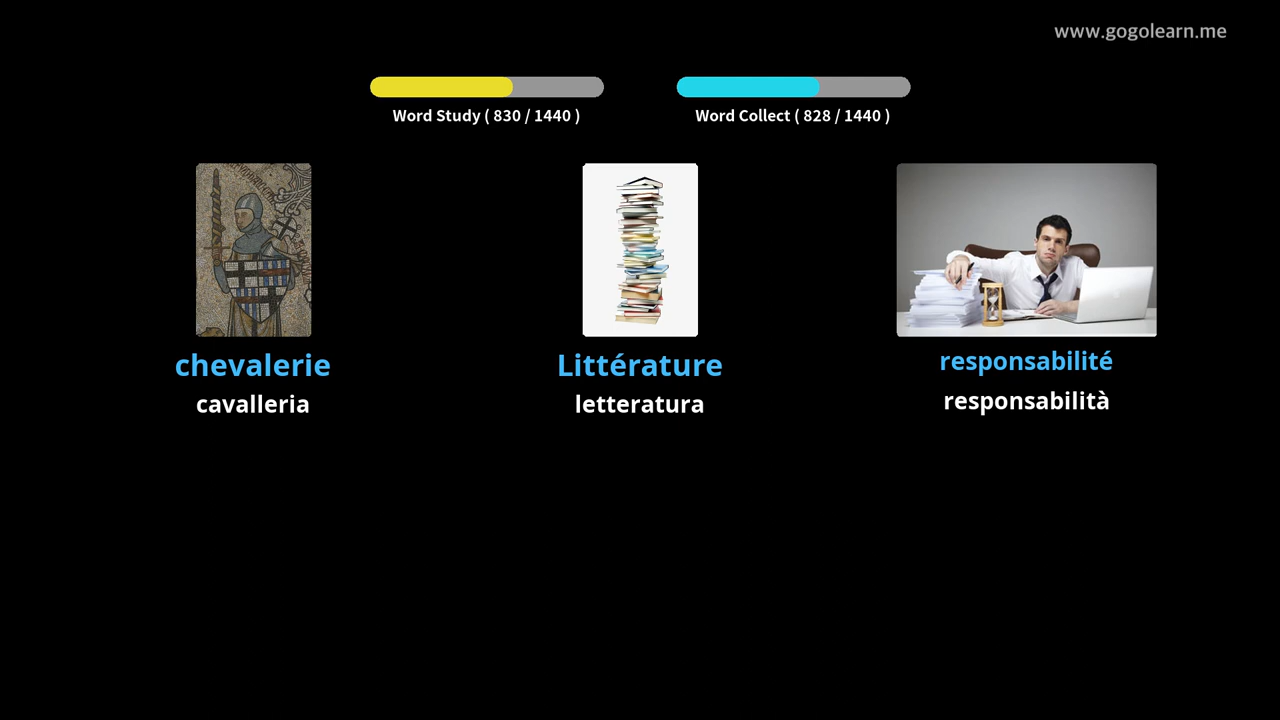 www.gogolearn.me
Word Study ( 830 / 1440 )
Word Collect ( 828 / 1440 )
chevalerie
cavalleria
Littérature
letteratura
responsabilité
responsabilità